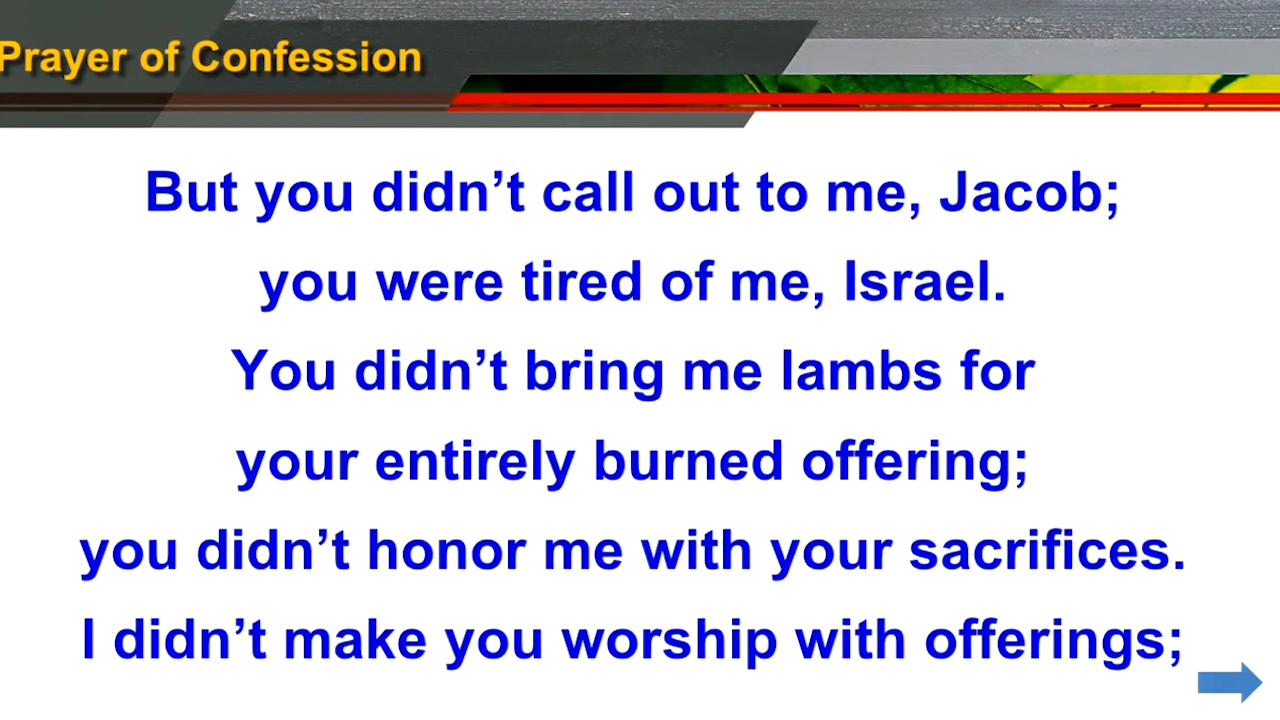 Prayer of Confession
But you didn’t call out to me, Jacob;
you were tired of me, Israel.
You didn’t bring me lambs for
your entirely burned offering;
you didn’t honor me with your sacrifices.
I didn’t make you worship with offerings;